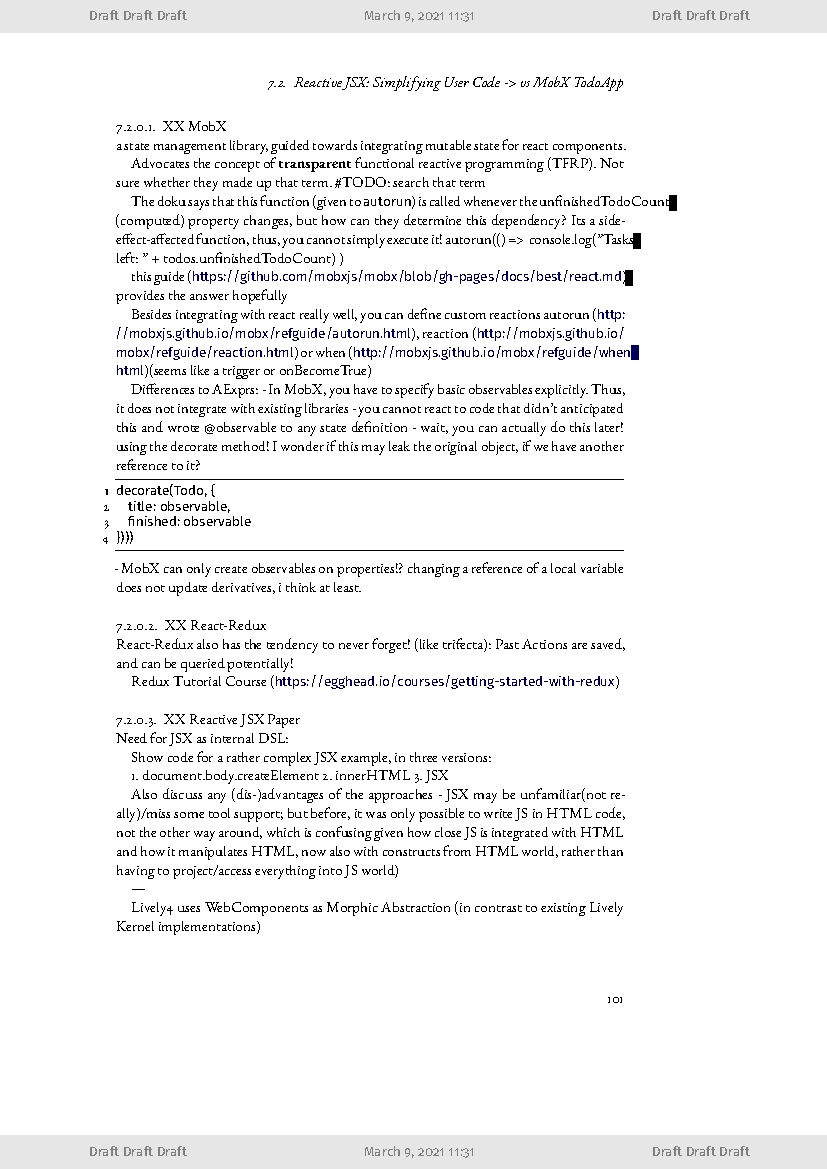 Draft Draft Draft March 9, 2021 11:31 Draft Draft Draft
7.2. Reactive JSX: Simplifying User Code -> vs MobX TodoApp
7.2.0.1. XX MobX
a state management library, guided towards integrating mutable state for react components.
Advocates the concept of transparent functional reactive programming (TFRP). Not
sure whether they made up that term. #TODO: search that term
The doku says that this function (given to autorun) is called whenever the unfinishedTodoCount
(computed) property changes, but how can they determine this dependency? Its a side-
effect-affected function, thus, you cannot simply execute it! autorun(() => console.log("Tasks
left: " + todos.unfinishedTodoCount) )
this guide (https://github.com/mobxjs/mobx/blob/gh-pages/docs/best/react.md)
provides the answer hopefully
Besides integrating with react really well, you can define custom reactions autorun (http:
//mobxjs.github.io/mobx/refguide/autorun.html), reaction (http://mobxjs.github.io/
mobx/refguide/reaction.html) or when (http://mobxjs.github.io/mobx/refguide/when
html)(seems like a trigger or onBecomeTrue)
Differences to AExprs: - In MobX, you have to specify basic observables explicitly. Thus,
it does not integrate with existing libraries - you cannot react to code that didn't anticipated
this and wrote @observable to any state definition - wait, you can actually do this later!
using the decorate method! I wonder if this may leak the original object, if we have another
reference to it?
1 decorate(Todo, {
2 title: observable,
3 finished: observable
4 }))))
- MobX can only create observables on properties!? changing a reference of a local variable
does not update derivatives, i think at least.
7.2.0.2. XX React-Redux
React-Redux also has the tendency to never forget! (like trifecta): Past Actions are saved,
and can be queried potentially!
Redux Tutorial Course (https://egghead.io/courses/getting-started-with-redux)
7.2.0.3. XX Reactive JSX Paper
Need for JSX as internal DSL:
Show code for a rather complex JSX example, in three versions:
1. document.body.createElement 2. innerHTML 3. JSX
Also discuss any (dis-)advantages of the approaches - JSX may be unfamiliar(not re-
ally)/miss some tool support; but before, it was only possible to write JS in HTML code,
not the other way around, which is confusing given how close JS is integrated with HTML
and how it manipulates HTML, now also with constructs from HTML world, rather than
having to project/access everything into JS world)
—
Lively4 uses WebComponents as Morphic Abstraction (in contrast to existing Lively
Kernel implementations)
101
Draft Draft Draft March 9, 2021 11:31 Draft Draft Draft